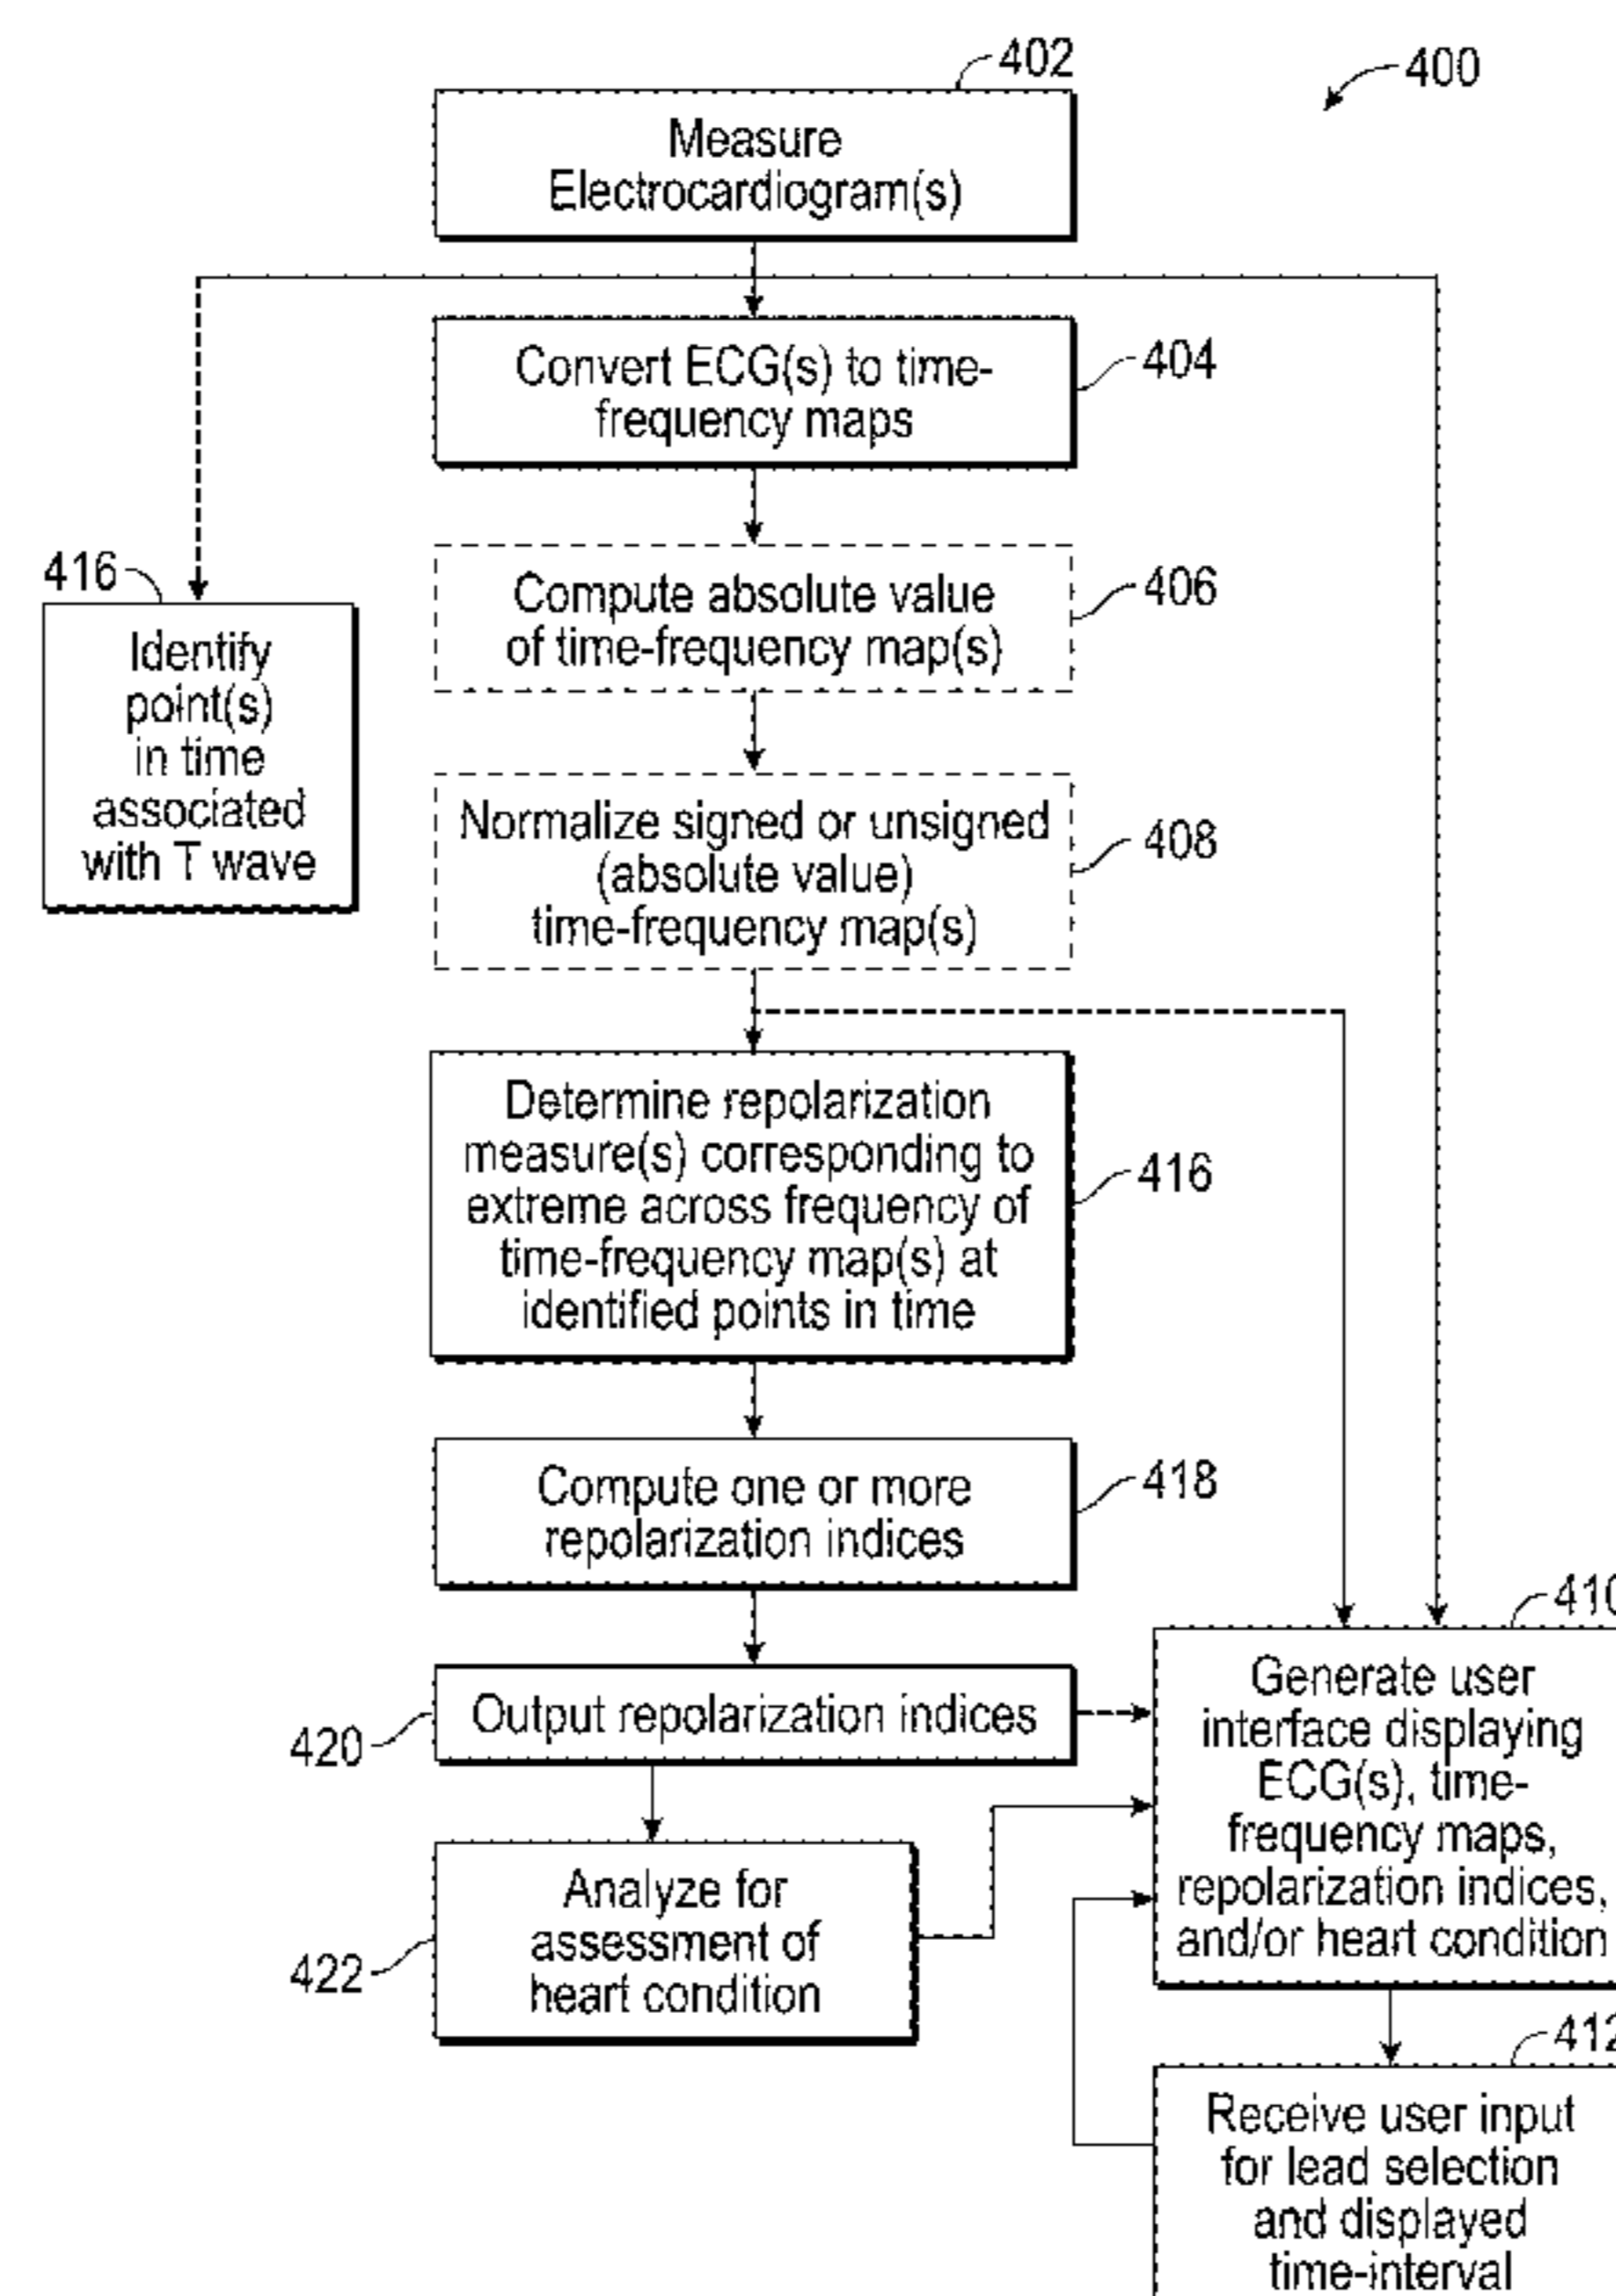 402
400
Measure
Electrocardiogram(s)
Convert ECG(s) to time-
frequency maps
404
416
Identify
point(s)
in time
associated
with T wave
Compute absolute value
of time-frequency map(s)
406
Normalize signed or unsigned
(absolute value)
time-frequency map(s)
408
Determine repolarization
measure(s) corresponding to
extreme across frequency of
time-frequency map(s) at
identified points in time
416
Compute one or more
repolarization indices
418
Output repolarization indices
420
410
Generate user
interface displaying
ECG(s), time-
frequency maps,
repolarization indices,
and/or heart condition
Analyze for
assessment of
heart condition
422
412
Receive user input
for lead selection
and displayed
time-interval